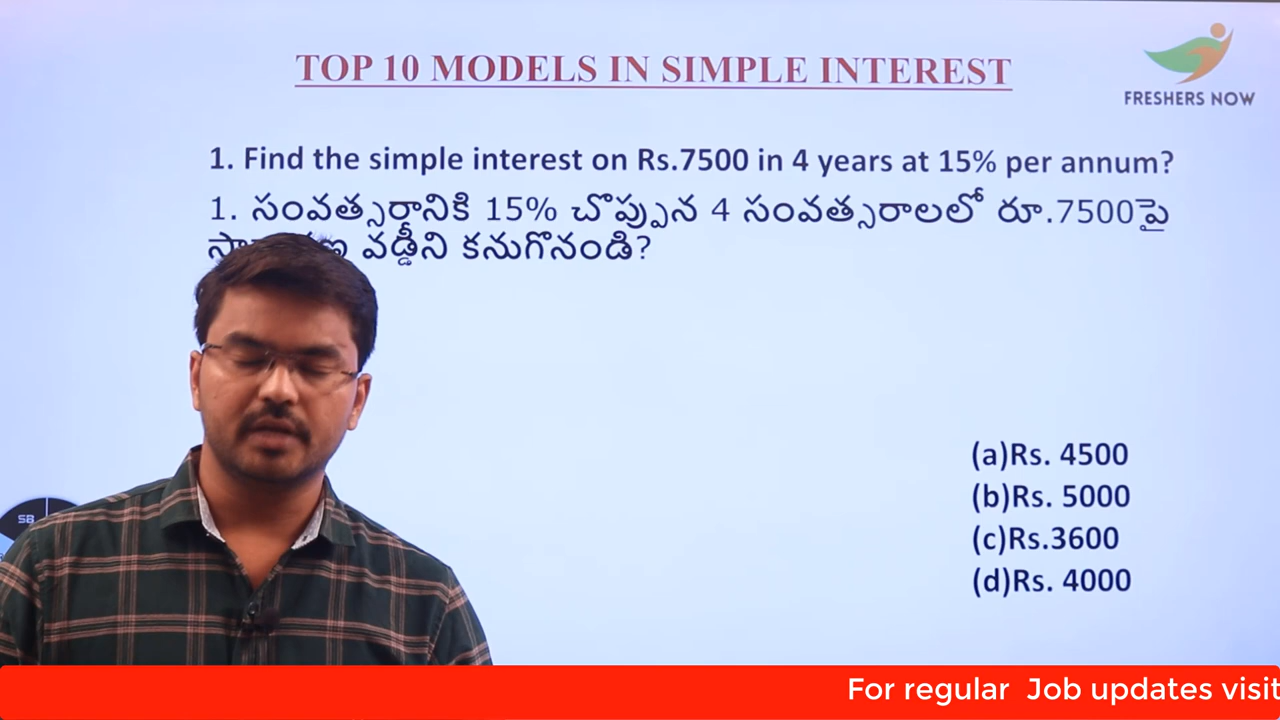 TOP 10 MODELS IN SIMPLE INTEREST
FRESHERS NOW
1. Find the simple interest on Rs.7500 in 4 years at 15% per annum?
1. సంవత్సరానికి 15% చొప్పున 4 సంవత్సరాలలో రూ.7500పై
వడ్డీని కనుగొనండి?
(a)Rs. 4500
(b)Rs. 5000
(c)Rs.3600
(d)Rs. 4000
SB
For regular Job updates visit